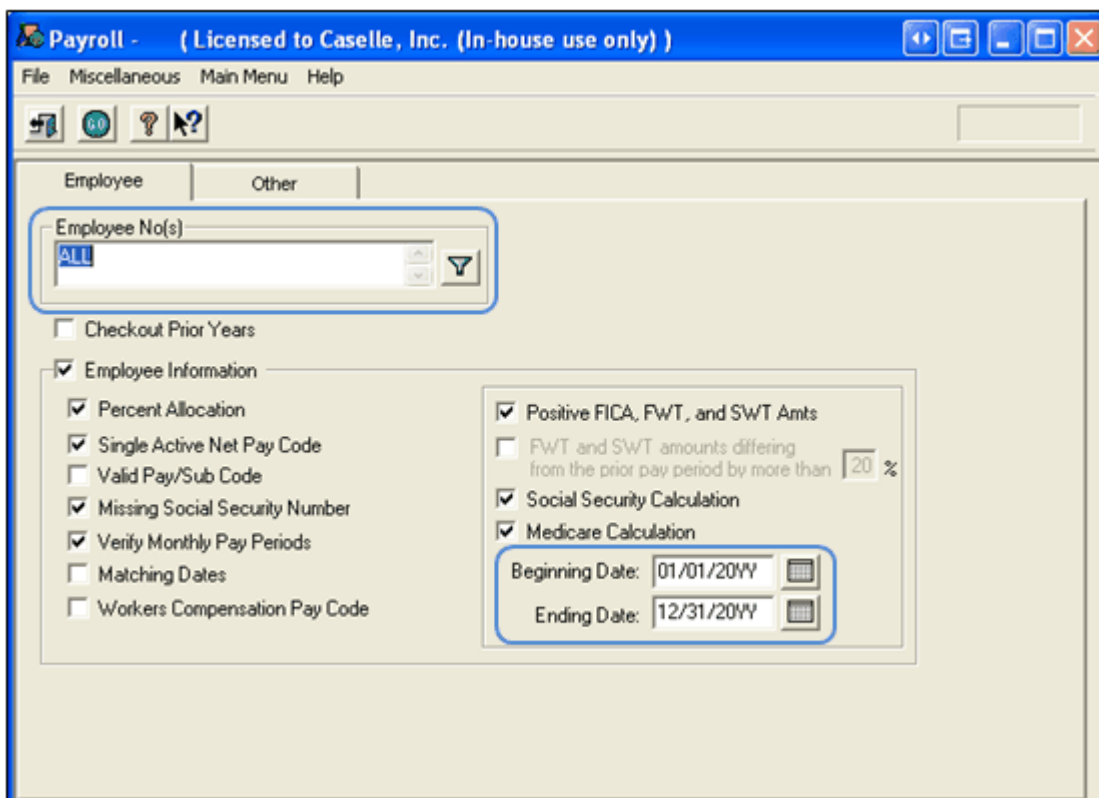 Payroll - ( Licensed to Caselle, Inc. (In-house use only) )
File Miscellaneous Main Menu Help
GO ? ?
Employee Other
Employee No(s)
ALL
Checkout Prior Years
Employee Information
Percent Allocation
Single Active Net Pay Code
Valid Pay/Sub Code
Missing Social Security Number
Verify Monthly Pay Periods
Matching Dates
Workers Compensation Pay Code
Positive FICA, FWT, and SWT Amts
FWT and SWT amounts differing
from the prior pay period by more than 20 %
Social Security Calculation
Medicare Calculation
Beginning Date: 01/01/20YY
Ending Date: 12/31/20YY